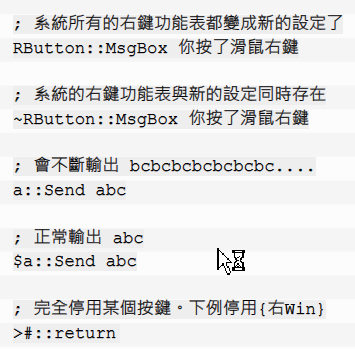 ; 系統所有的右鍵功能表都變成新的設定了
RButton::MsgBox 你按了滑鼠右鍵
; 系統的右鍵功能表與新的設定同時存在
~RButton::MsgBox 你按了滑鼠右鍵
; 會不斷輸出 bcbcbcbcbcbcbc....
a::Send abc
; 正常輸出 abc
$a::Send abc
; 完全停用某個按鍵。下例停用{右Win}
>#::return